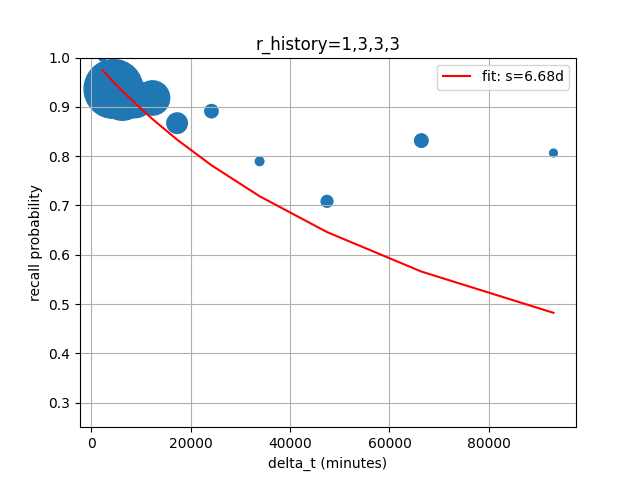 r_history=1,3,3,3
fit: s=6.68d
1.0
0.9
0.8
0.7
0.6
0.5
0.4
0.3
recall probability
0 20000 40000 60000 80000
delta_t (minutes)